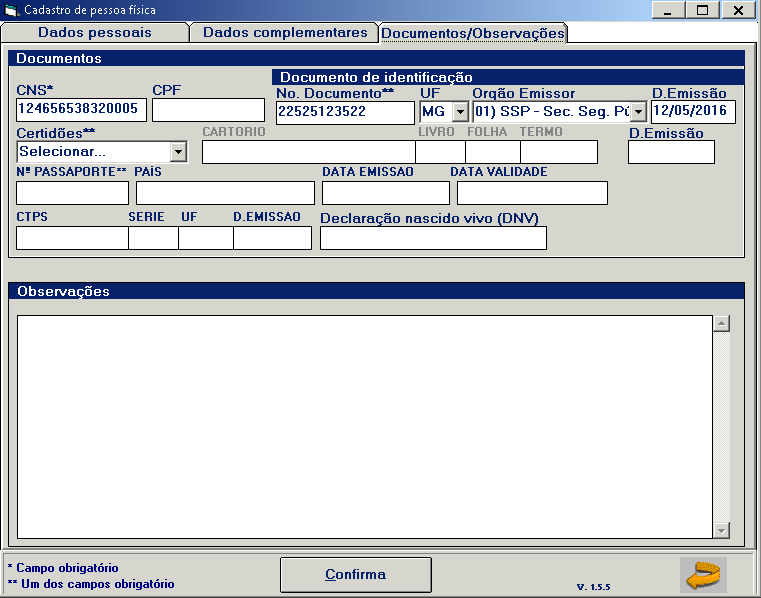 Cadastro de pessoa física
Dados pessoais Dados complementares Documentos/Observações
Documentos
Documento de identificação
CNS* CPF No. Documento** UF Orgão Emissor D.Emissão
124656538320005 22525123522 MG 01) SSP - Sec. Seg. Pú 12/05/2016
Certidões** CARTORIO LIVRO FOLHA TERMO D.Emissão
Selecionar...
Nº PASSAPORTE** PAÍS DATA EMISSAO DATA VALIDADE
CTPS SERIE UF D.EMISSAO Declaração nascido vivo (DNV)
Observações
* Campo obrigatório
** Um dos campos obrigatório
Confirma
V. 1.5.5